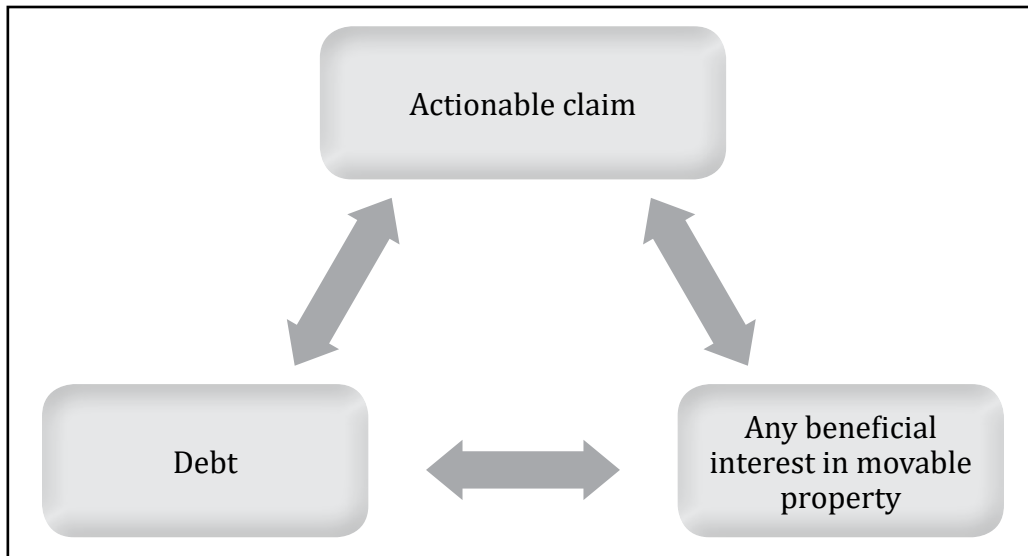 Actionable claim
Debt
Any beneficial
interest in movable
property